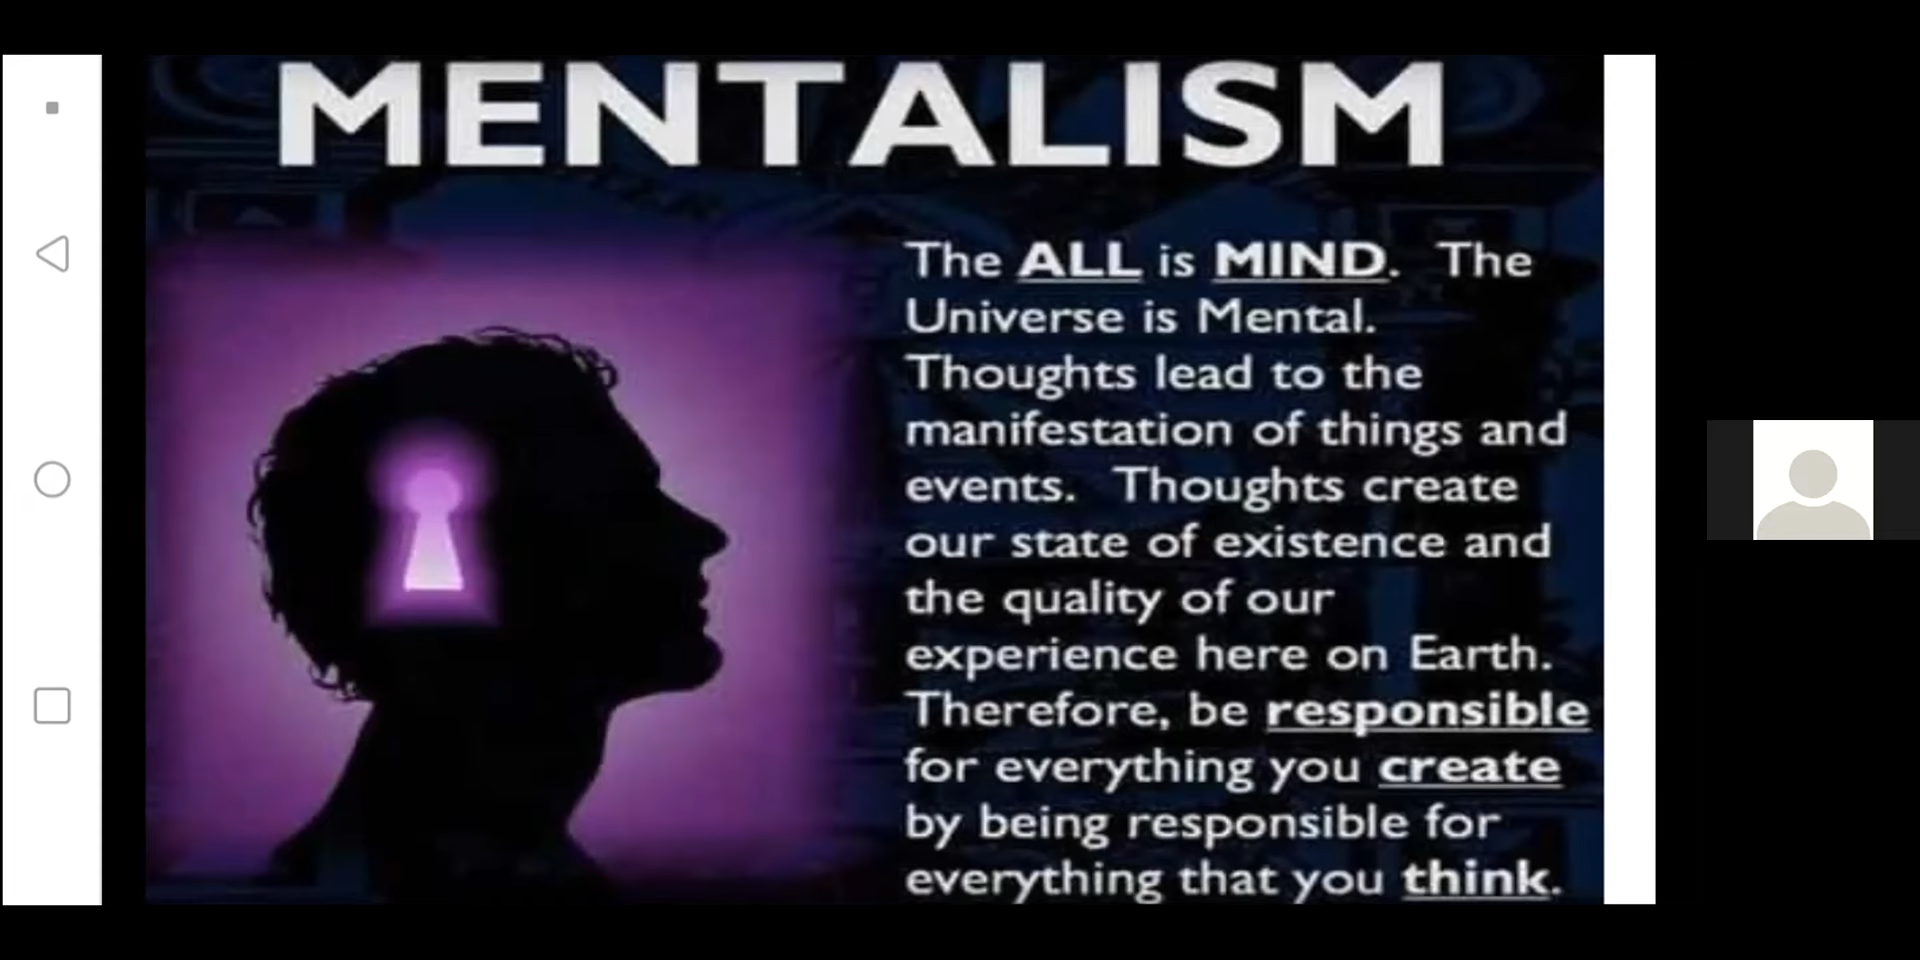 MENTALISM
The ALL is MIND. The
Universe is Mental.
Thoughts lead to the
manifestation of things and
events. Thoughts create
our state of existence and
the quality of our
experience here on Earth.
Therefore, be responsible
for everything you create
by being responsible for
everything that you think.